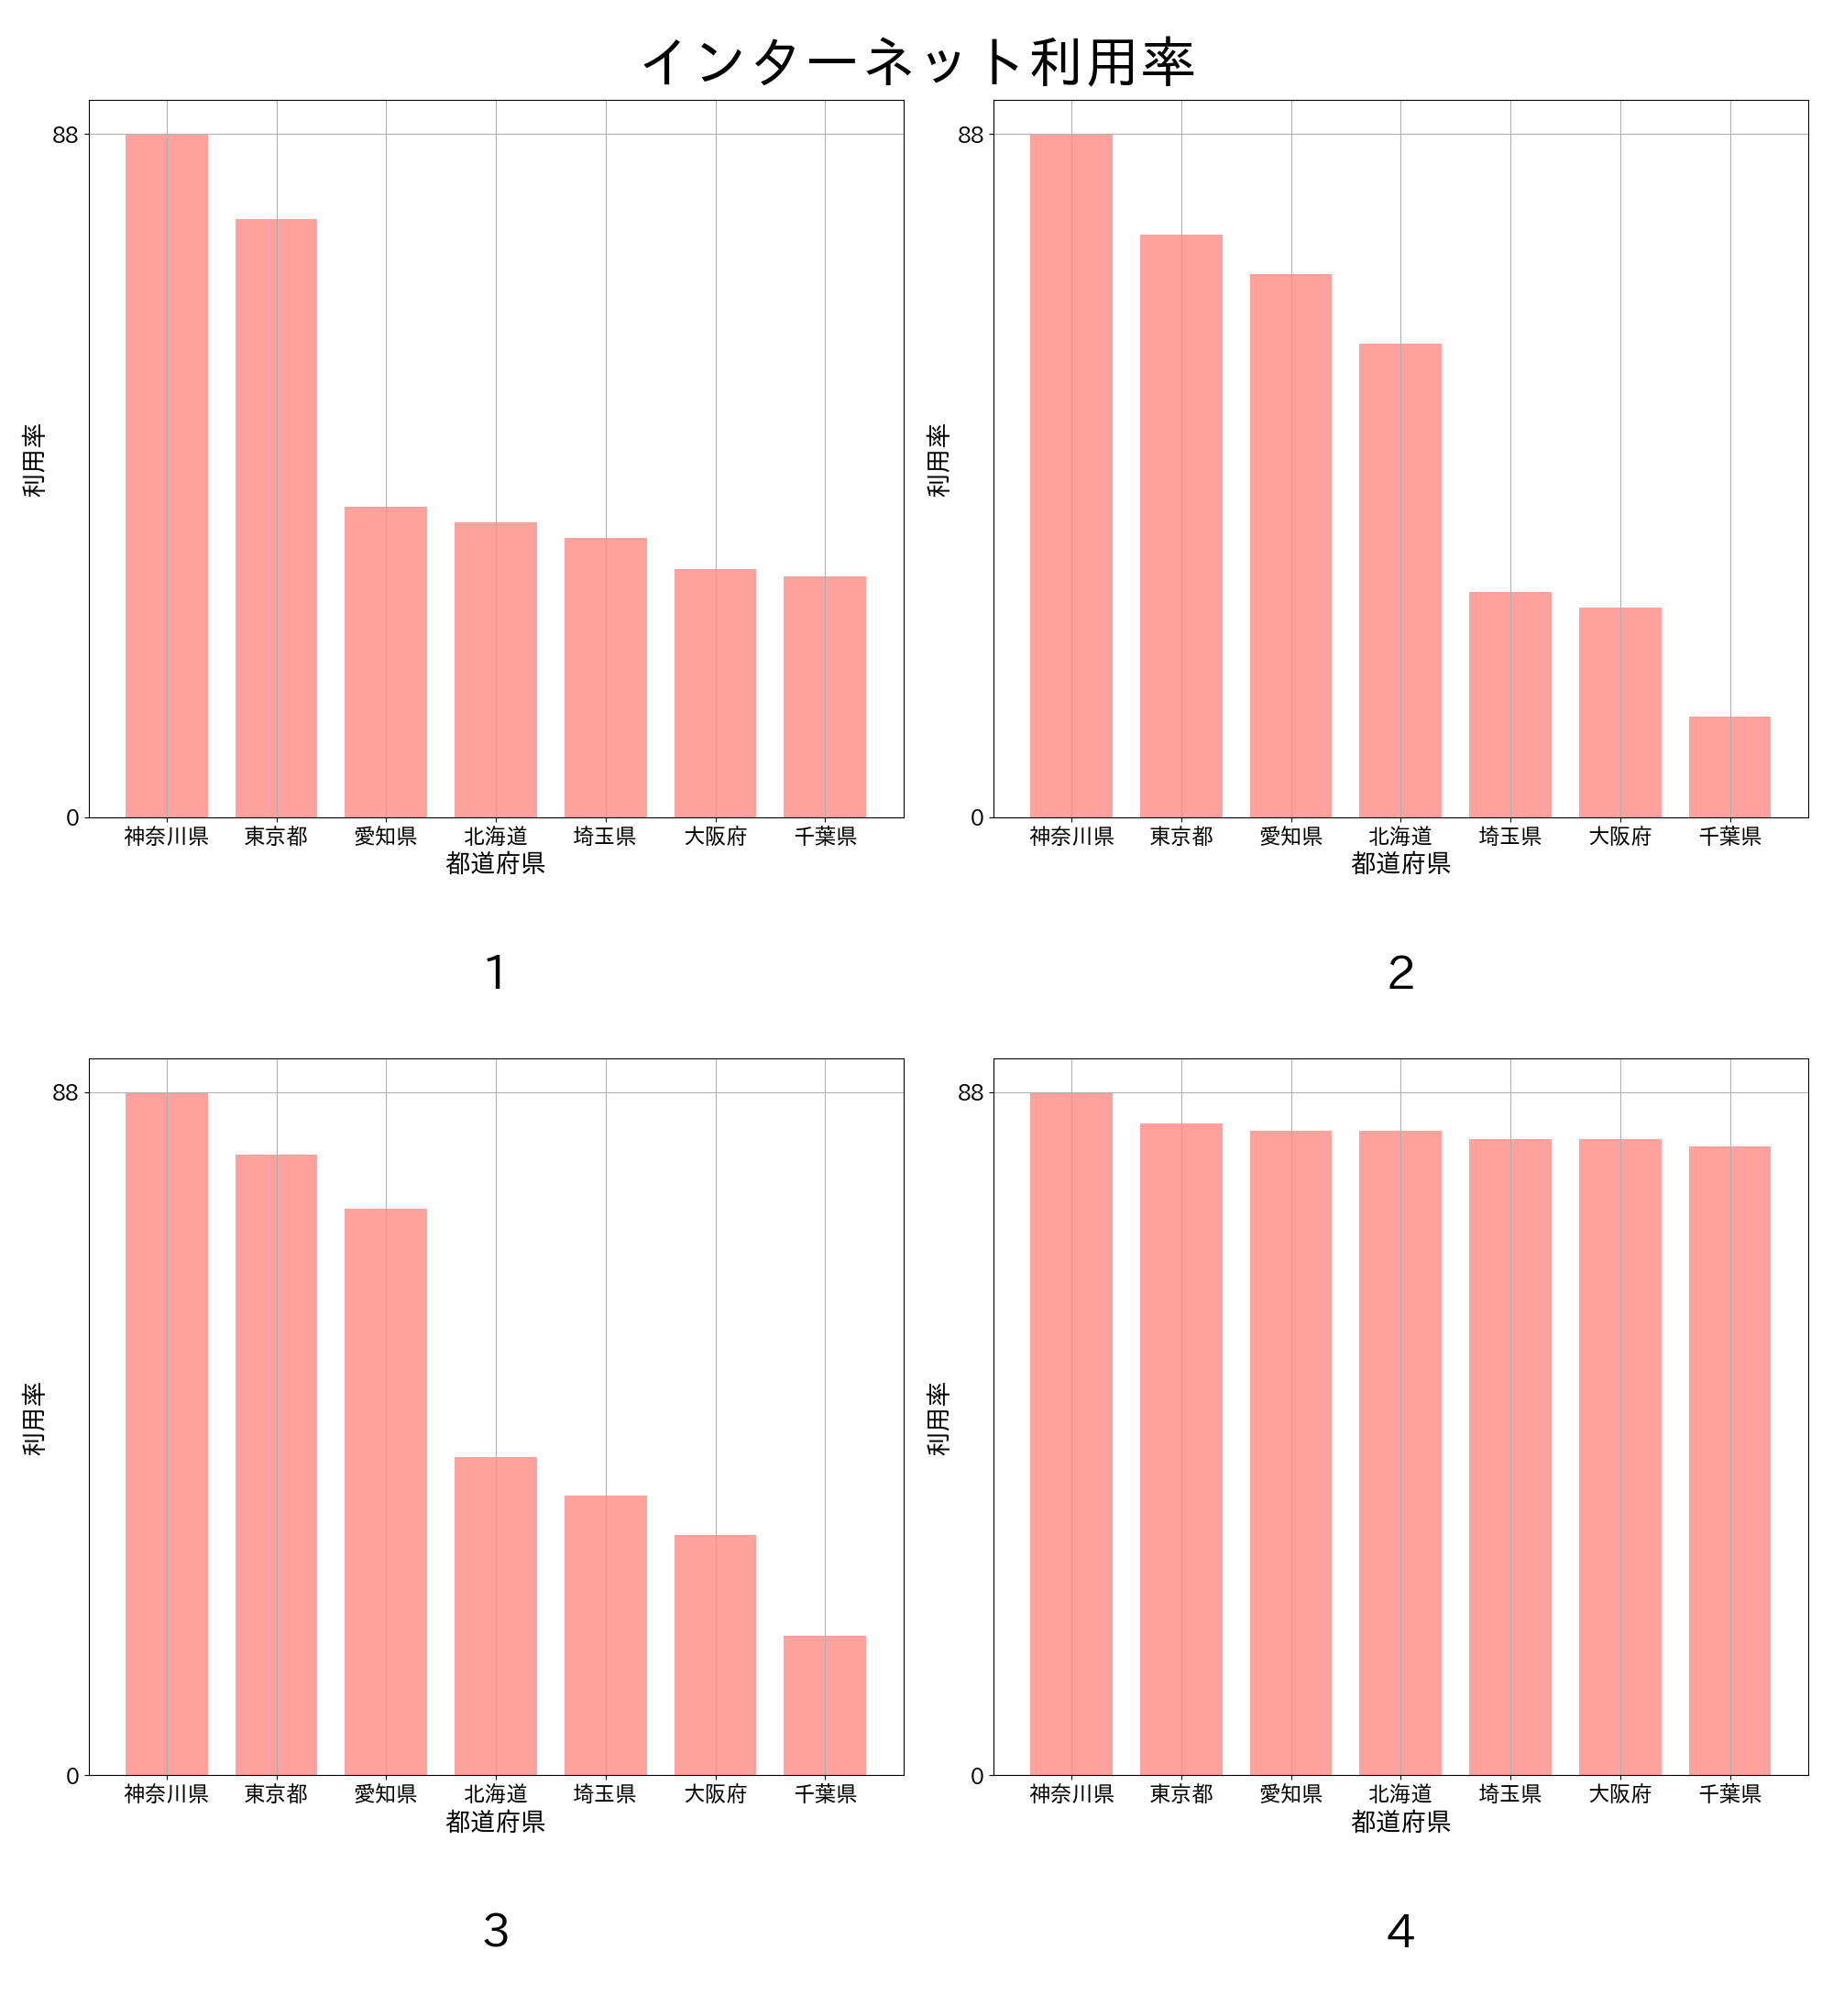 インターネット利用率
88
利用率
0
神奈川県 東京都 愛知県 北海道 埼玉県 大阪府 千葉県
都道府県
1
88
利用率
0
神奈川県 東京都 愛知県 北海道 埼玉県 大阪府 千葉県
都道府県
2
88
利用率
0
神奈川県 東京都 愛知県 北海道 埼玉県 大阪府 千葉県
都道府県
3
88
利用率
0
神奈川県 東京都 愛知県 北海道 埼玉県 大阪府 千葉県
都道府県
4